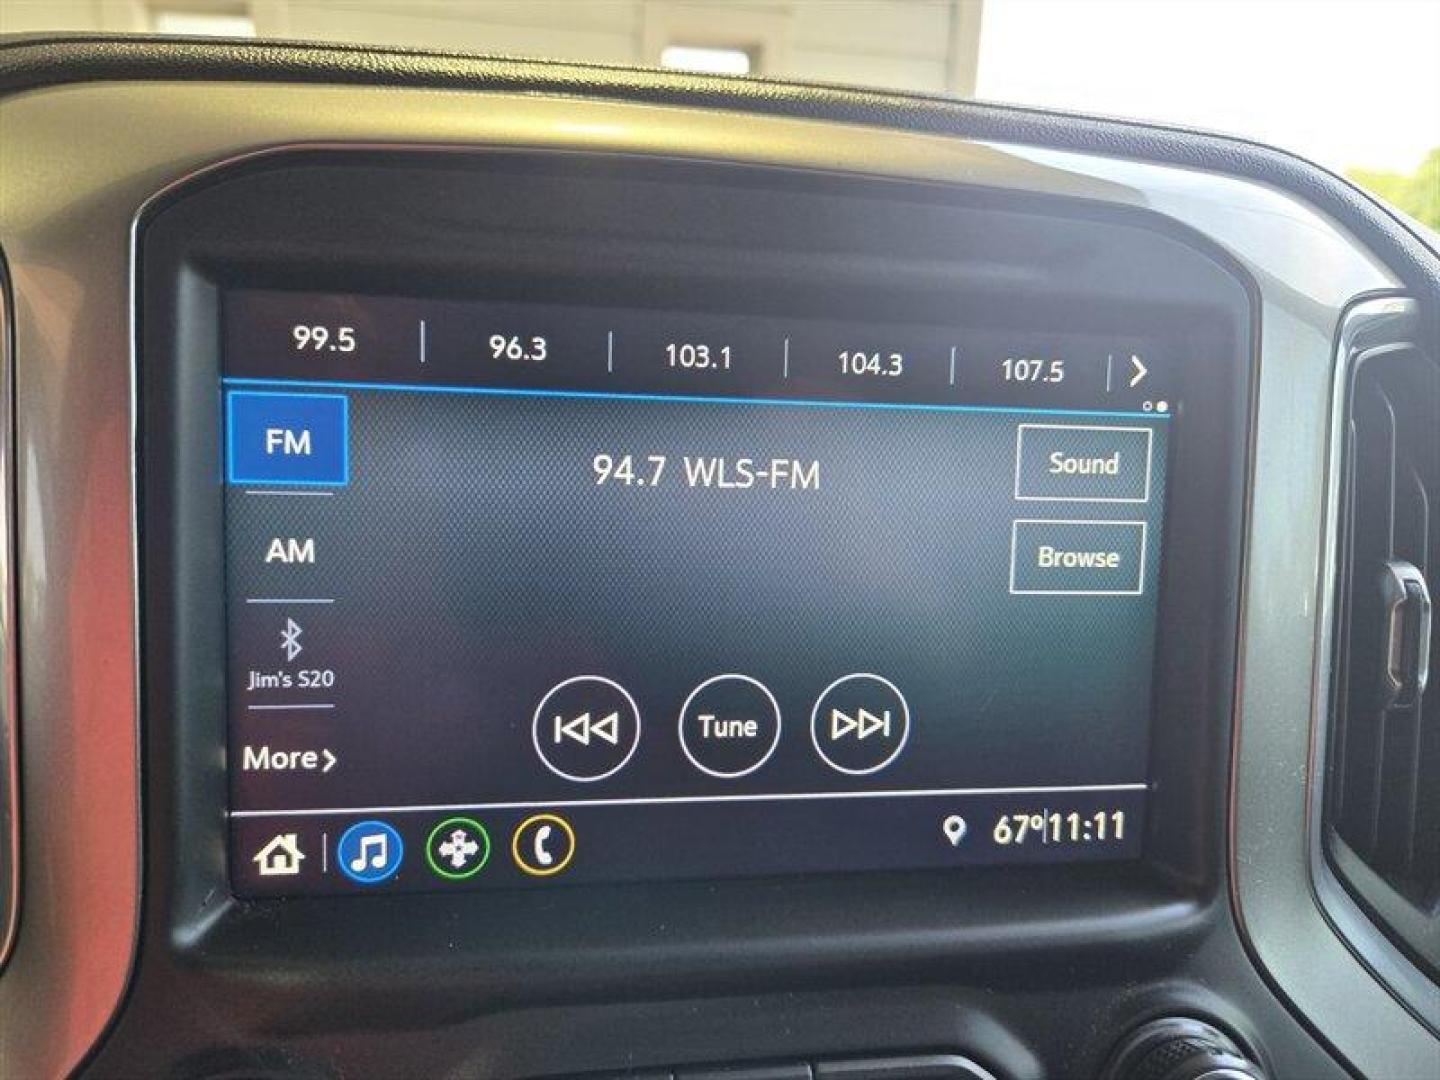 99.5 96.3 103.1 104.3 107.5
FM
94.7 WLS-FM
Sound
AM
Browse
Jim's S20
Tune
More
67º 11:11